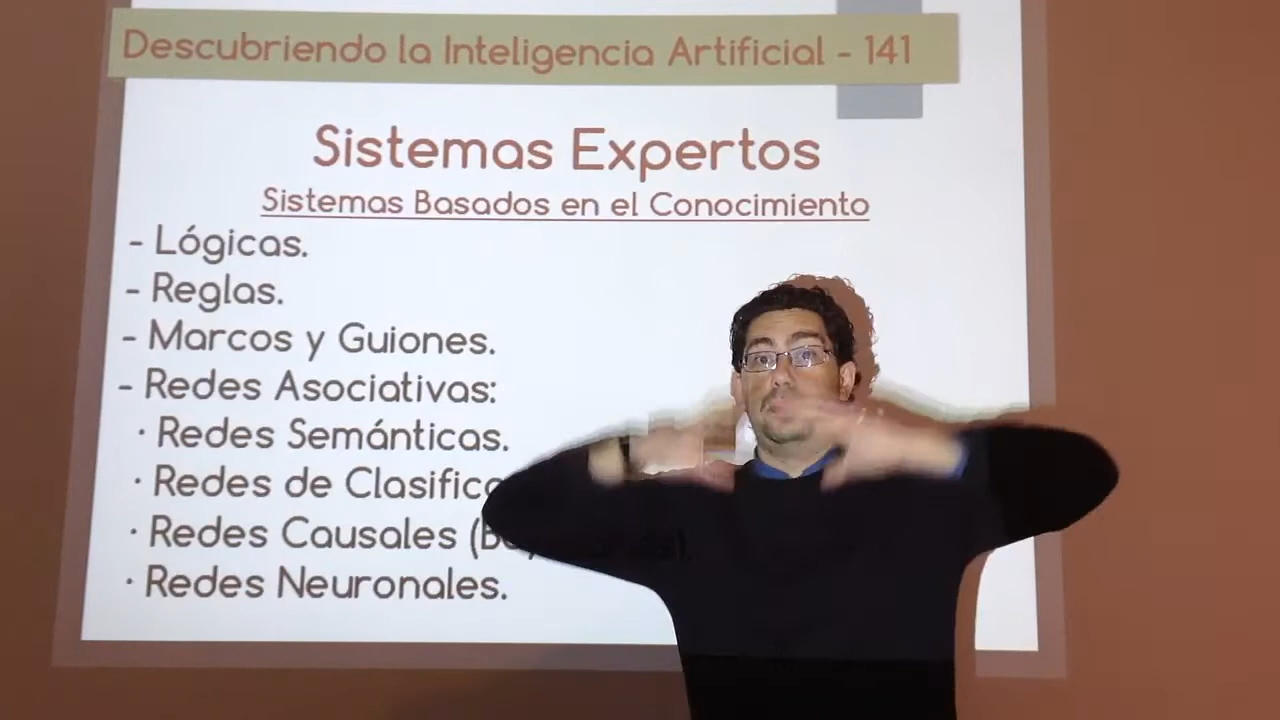 Descubriendo la Inteligencia Artificial - 141
Sistemas Expertos
Sistemas Basados en el Conocimiento
- Lógicas.
- Reglas.
- Marcos y Guiones.
- Redes Asociativas:
· Redes Semánticas.
· Redes de
· Redes Causales
· Redes Neuronales.